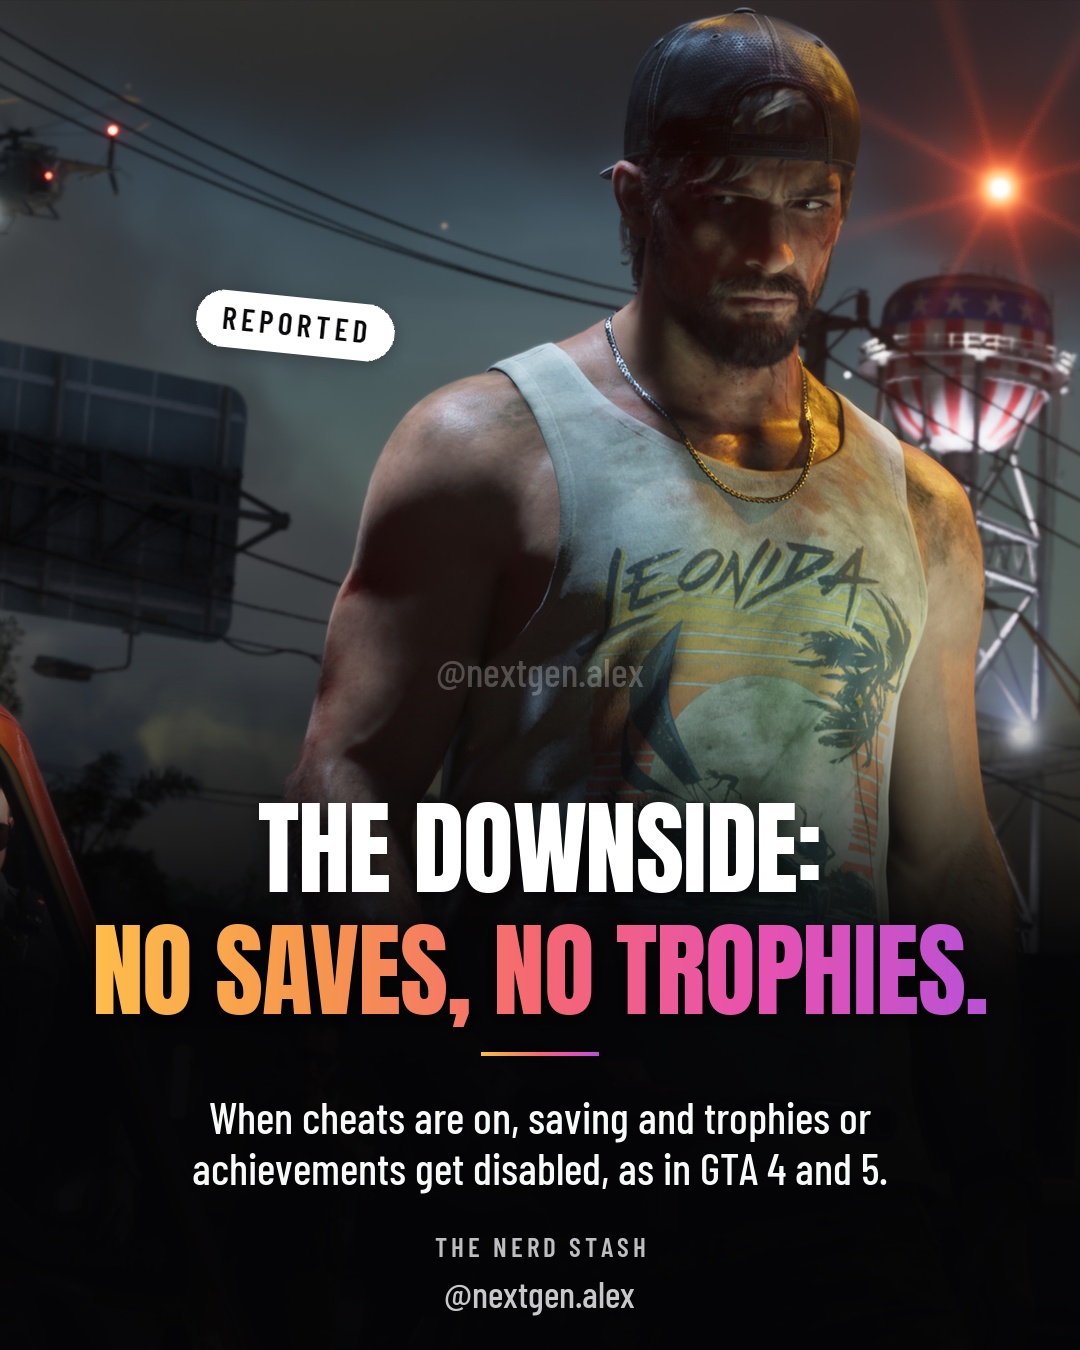 REPORTED
LEONIDA
@nextgen.alex
THE DOWNSIDE:
NO SAVES, NO TROPHIES.
When cheats are on, saving and trophies or
achievements get disabled, as in GTA 4 and 5.
THE NERD STASH
@nextgen.alex